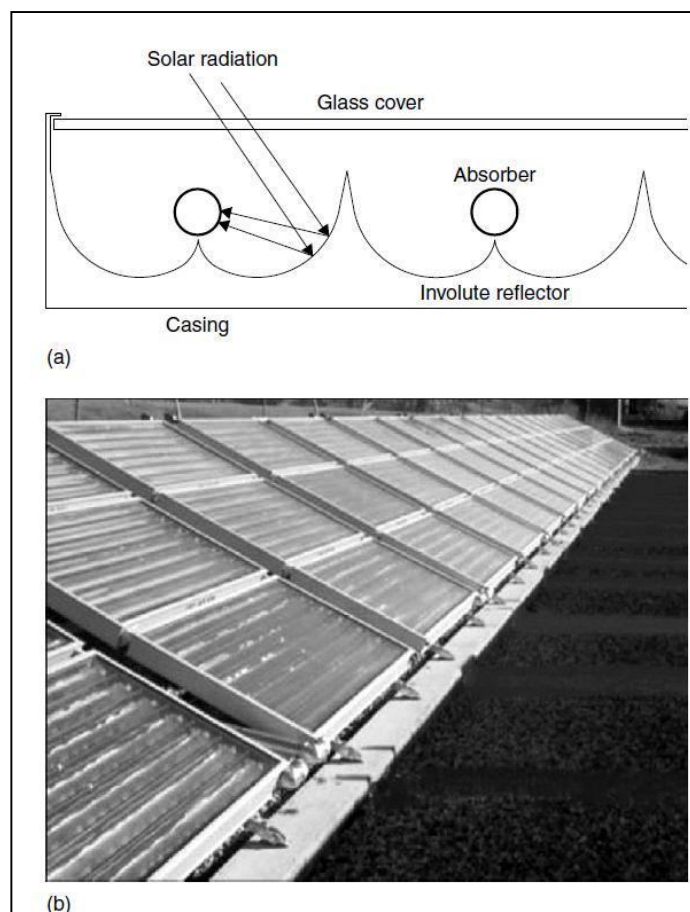 Solar radiation
Glass cover
Absorber
Involute reflector
Casing
(a)
(b)